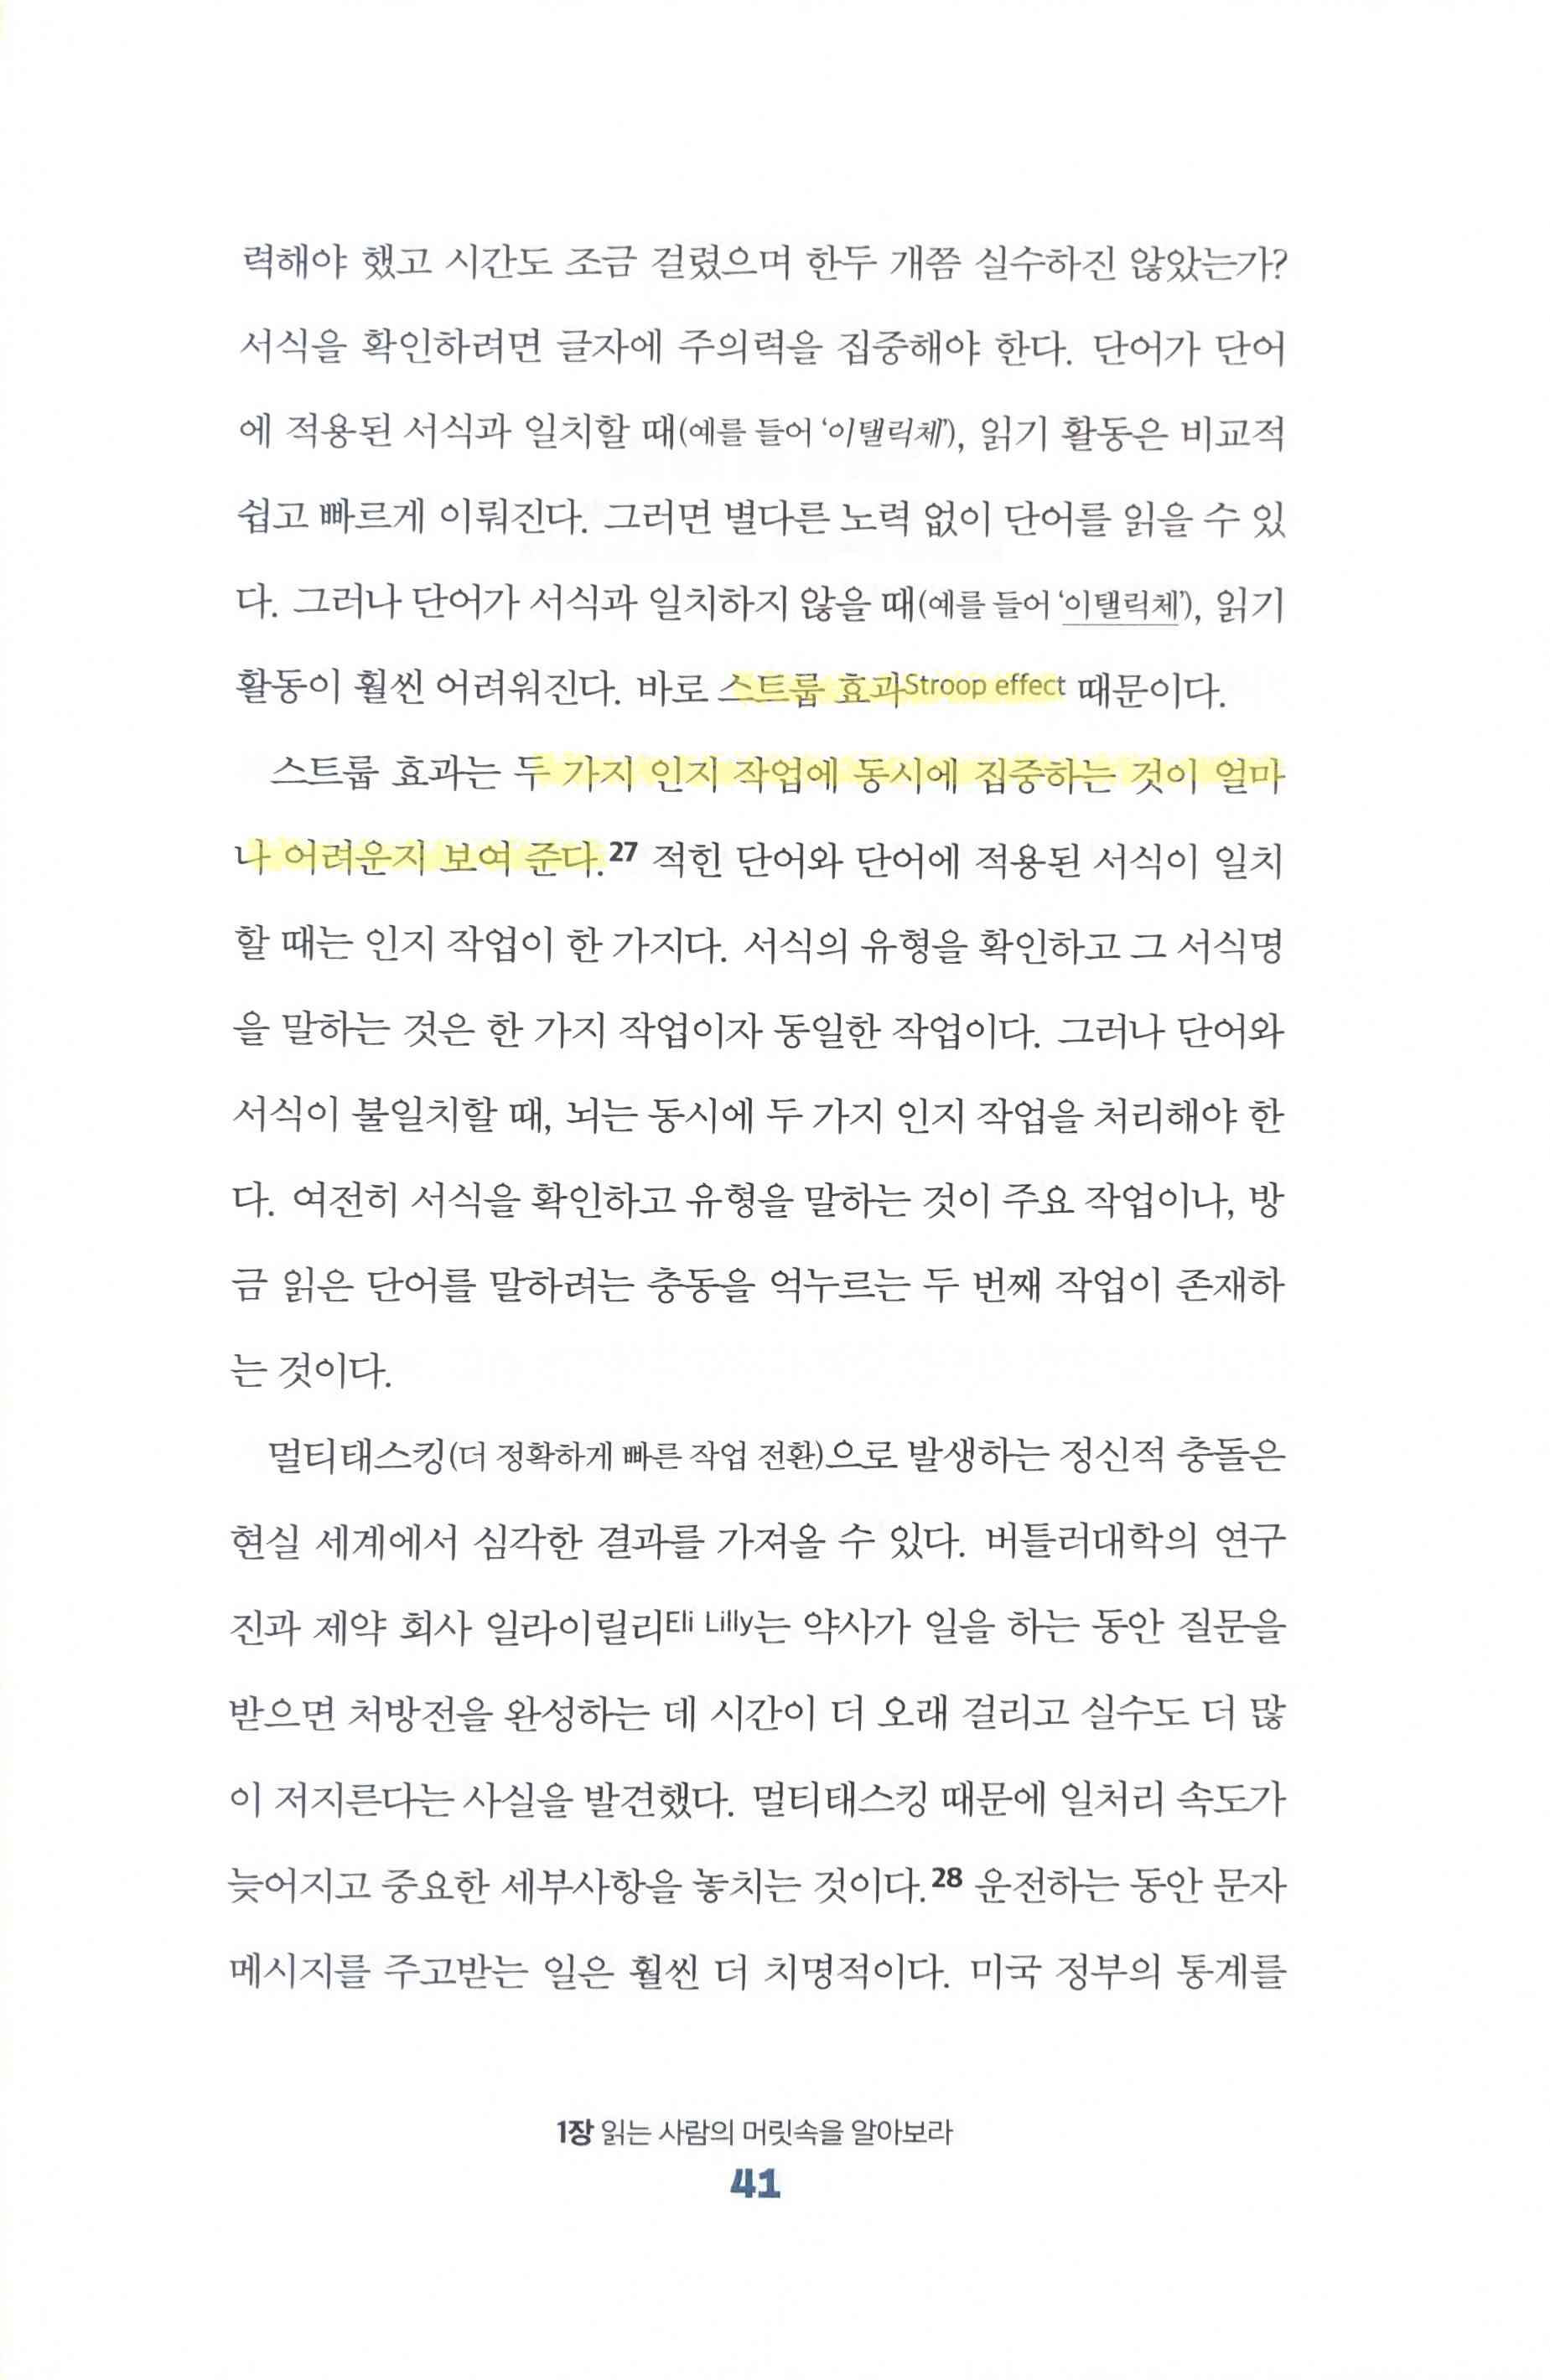 력해야 했고 시간도 조금 걸렸으며 한두 개쯤 실수하진 않았는가?
서식을 확인하려면 글자에 주의력을 집중해야 한다. 단어가 단어
에 적용된 서식과 일치할 때(예를 들어 ‘이탤릭체’), 읽기 활동은 비교적
쉽고 빠르게 이뤄진다. 그러면 별다른 노력 없이 단어를 읽을 수 있
다. 그러나 단어가 서식과 일치하지 않을 때(예를 들어 ‘이탤릭체’), 읽기
활동이 훨씬 어려워진다. 바로 스트룹 효과Stroop effect 때문이다.
스트룹 효과는 두 가지 인지 작업에 동시에 집중하는 것이 얼마
나 어려운지 보여 준다.27 적힌 단어와 단어에 적용된 서식이 일치
할 때는 인지 작업이 한 가지다. 서식의 유형을 확인하고 그 서식명
을 말하는 것은 한 가지 작업이자 동일한 작업이다. 그러나 단어와
서식이 불일치할 때, 뇌는 동시에 두 가지 인지 작업을 처리해야 한
다. 여전히 서식을 확인하고 유형을 말하는 것이 주요 작업이나, 방
금 읽은 단어를 말하려는 충동을 억누르는 두 번째 작업이 존재하
는 것이다.
멀티태스킹(더 정확하게 빠른 작업 전환)으로 발생하는 정신적 충돌은
현실 세계에서 심각한 결과를 가져올 수 있다. 버틀러대학의 연구
진과 제약 회사 일라이릴리Eli Lilly는 약사가 일을 하는 동안 질문을
받으면 처방전을 완성하는 데 시간이 더 오래 걸리고 실수도 더 많
이 저지른다는 사실을 발견했다. 멀티태스킹 때문에 일처리 속도가
늦어지고 중요한 세부사항을 놓치는 것이다.28 운전하는 동안 문자
메시지를 주고받는 일은 훨씬 더 치명적이다. 미국 정부의 통계를
1장 읽는 사람의 머릿속을 알아보라
41